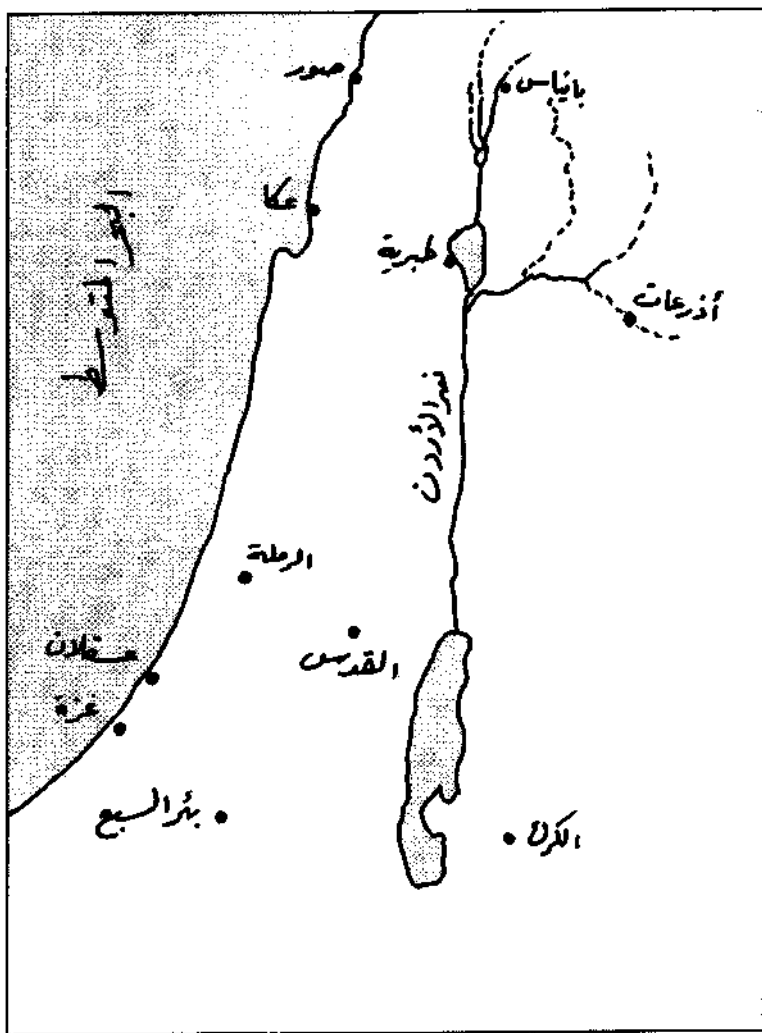 صور
بانياس
البحر المتوسط
عكا
طبرية
أذرعات
نهر الأردن
الرملة
القدس
عسقلان
غزة
بئر السبع
الكرك